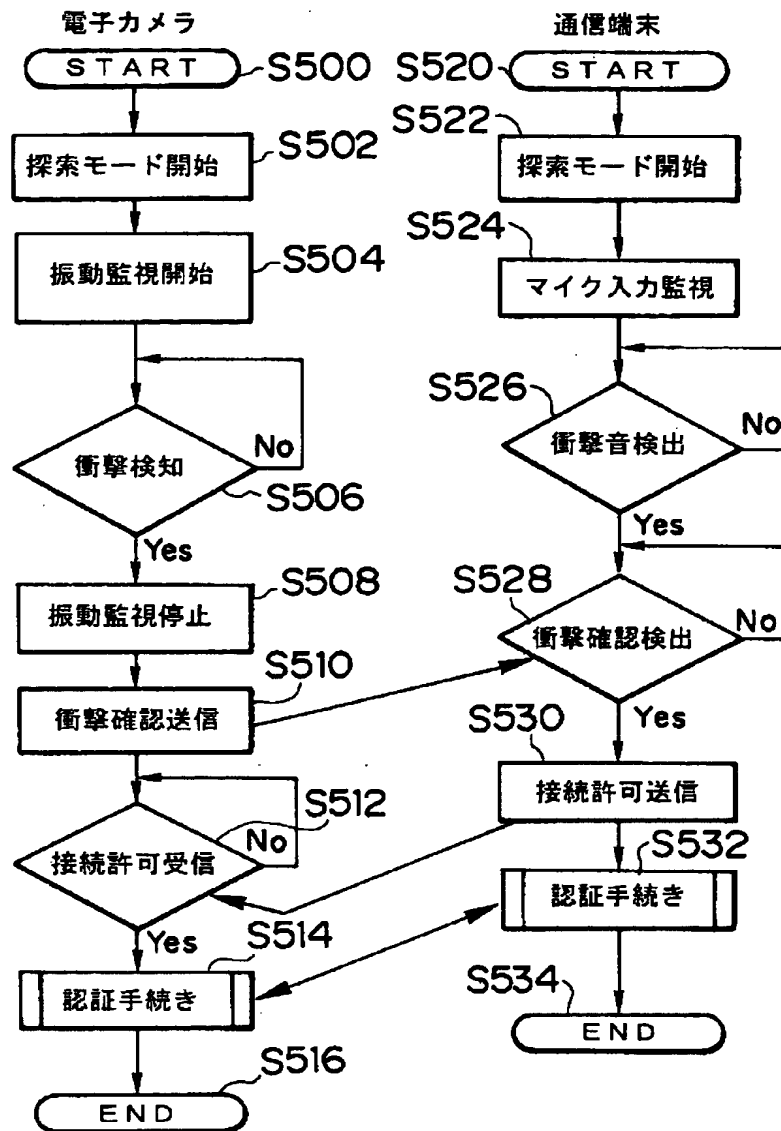 電子カメラ
START
S500
探索モード開始
S502
振動監視開始
S504
衝撃検知
No
S506
Yes
振動監視停止
S508
衝撃確認送信
S510
接続許可受信
No
S512
Yes
認証手続き
S514
END
S516
通信端末
S520
START
S522
探索モード開始
S524
マイク入力監視
S526
衝撃音検出
No
Yes
S528
衝撃確認検出
No
Yes
S530
接続許可送信
S532
認証手続き
S534
END